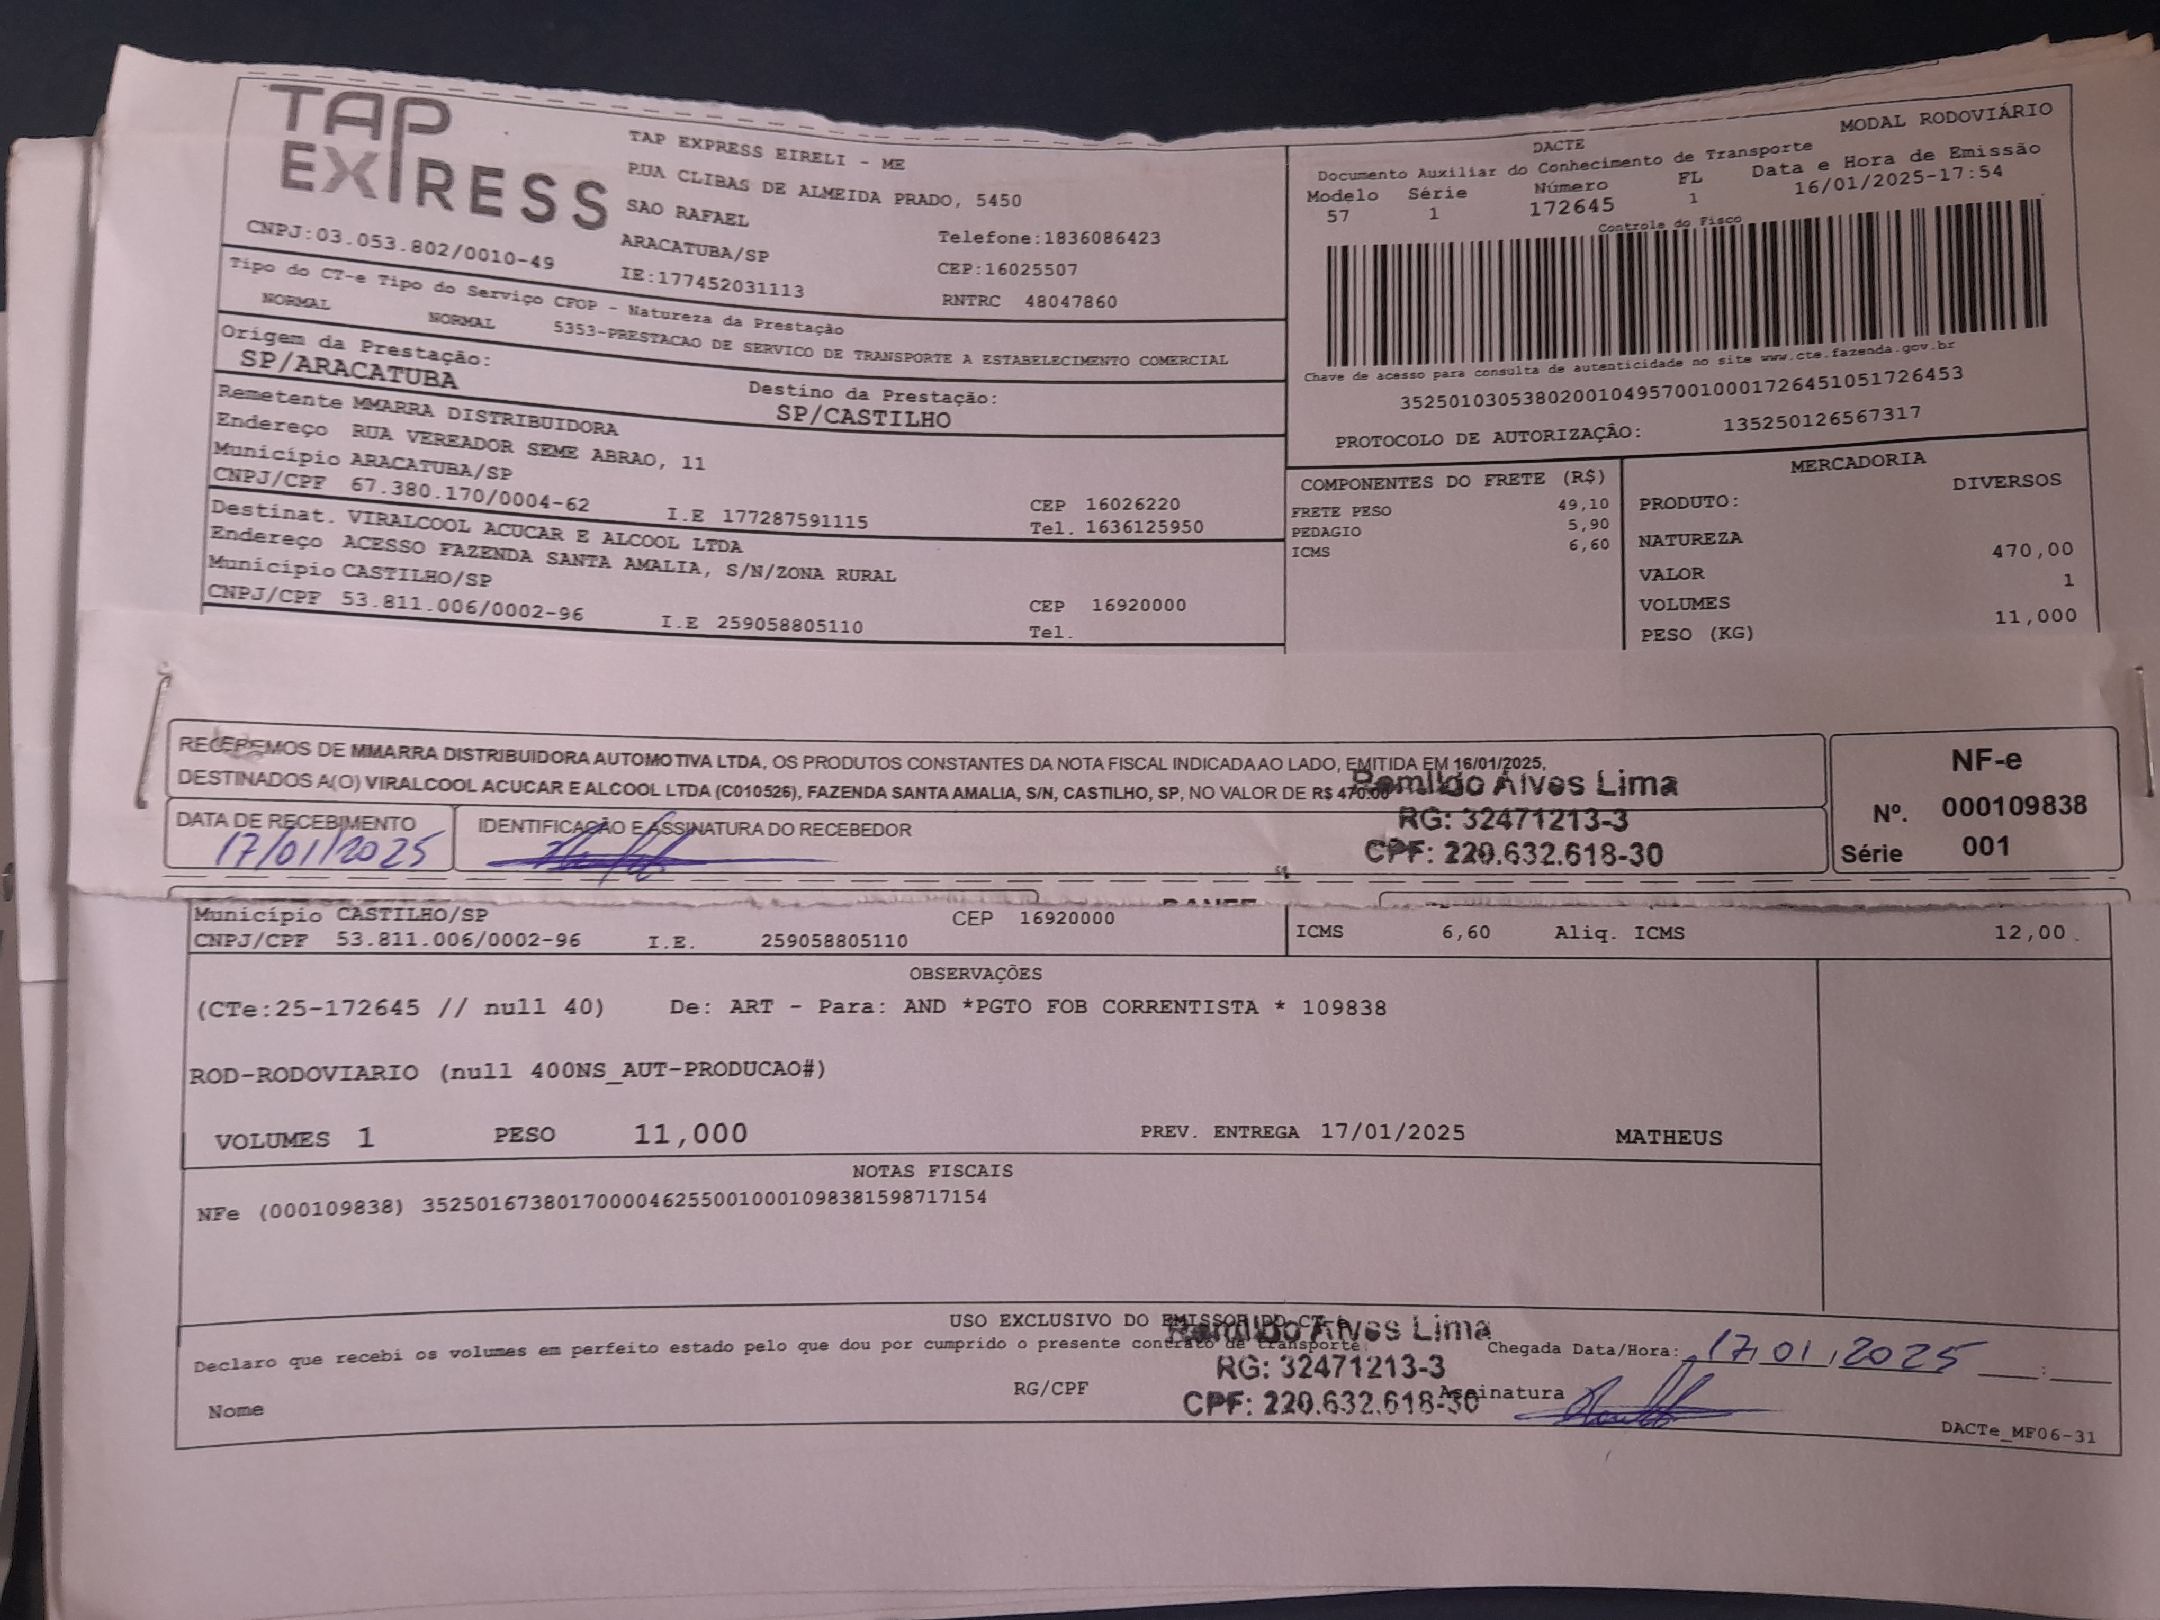 TAP EXPRESS
TAP EXPRESS EIRELI - ME
RUA CLIBAS DE ALMEIDA PRADO, 5450
SAO RAFAEL
ARACATUBA/SP
Telefone:1836086423
CEP:16025507
CNPJ:03.053.802/0010-49
IE:177452031113
RNTRC 48047860
Tipo do CT-e Tipo do Serviço CFOP - Natureza da Prestação
NORMAL NORMAL 5353-PRESTACAO DE SERVICO DE TRANSPORTE A ESTABELECIMENTO COMERCIAL
Origem da Prestação:
SP/ARACATUBA
Destino da Prestação:
SP/CASTILHO
Remetente MMARRA DISTRIBUIDORA
Endereço RUA VEREADOR SEME ABRAO, 11
Município ARACATUBA/SP
CEP 16026220
CNPJ/CPF 67.380.170/0004-62 I.E 177287591115 Tel. 1636125950
Destinat. VIRALCOOL ACUCAR E ALCOOL LTDA
Endereço ACESSO FAZENDA SANTA AMALIA, S/N/ZONA RURAL
Município CASTILHO/SP
CEP 16920000
CNPJ/CPF 53.811.006/0002-96 I.E 259058805110 Tel.
DACTE
MODAL RODOVIÁRIO
Documento Auxiliar do Conhecimento de Transporte
Modelo Série Número FL Data e Hora de Emissão
57 1 172645 1 16/01/2025-17:54
Controle do Fisco
Chave de acesso para consulta de autenticidade no site www.cte.fazenda.gov.br
35250103053802001049570010001726451051726453
PROTOCOLO DE AUTORIZAÇÃO: 135250126567317
COMPONENTES DO FRETE (R$)
FRETE PESO 49,10
PEDAGIO 5,90
ICMS 6,60
MERCADORIA
PRODUTO: DIVERSOS
NATUREZA
VALOR 470,00
VOLUMES 1
PESO (KG) 11,000
RECEBEMOS DE MMARRA DISTRIBUIDORA AUTOMOTIVA LTDA, OS PRODUTOS CONSTANTES DA NOTA FISCAL INDICADA AO LADO, EMITIDA EM 16/01/2025,
DESTINADOS A(O) VIRALCOOL ACUCAR E ALCOOL LTDA (C010526), FAZENDA SANTA AMALIA, S/N, CASTILHO, SP, NO VALOR DE R$ 470.00
DATA DE RECEBIMENTO
17/01/2025
IDENTIFICAÇÃO E ASSINATURA DO RECEBEDOR
Romildo Alves Lima
RG: 32471213-3
CPF: 220.632.618-30
NF-e
Nº. 000109838
Série 001
Município CASTILHO/SP CEP 16920000
CNPJ/CPF 53.811.006/0002-96 I.E. 259058805110
ICMS 6,60 Aliq. ICMS 12,00
OBSERVAÇÕES
(CTe:25-172645 // null 40) De: ART - Para: AND *PGTO FOB CORRENTISTA * 109838
ROD-RODOVIARIO (null 400NS_AUT-PRODUCAO#)
VOLUMES 1 PESO 11,000 PREV. ENTREGA 17/01/2025 MATHEUS
NOTAS FISCAIS
NFe (000109838) 35250167380170000462550010001098381598717154
USO EXCLUSIVO DO EMISSOR DO CT-e
Declaro que recebi os volumes em perfeito estado pelo que dou por cumprido o presente contrato de transporte
Chegada Data/Hora: 17/01/2025 :
Romildo Alves Lima
RG: 32471213-3
CPF: 220.632.618-30
Nome
RG/CPF
Assinatura
DACTe_MF06-31